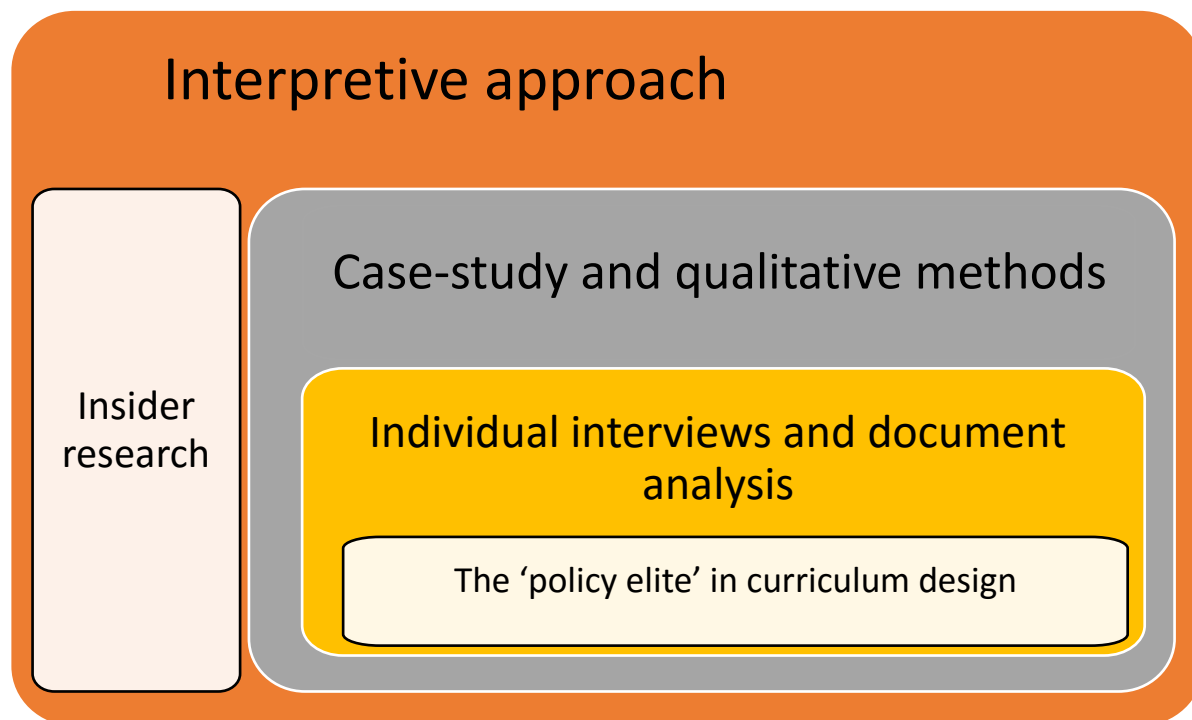 Interpretive approach
Insider
research
Case-study and qualitative methods
Individual interviews and document
analysis
The ‘policy elite’ in curriculum design